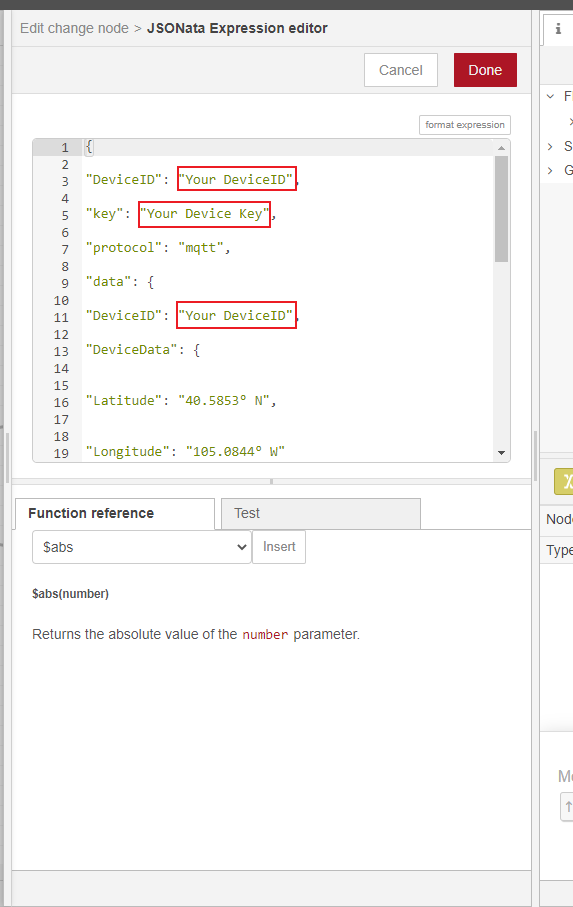 Edit change node > JSONata Expression editor
Cancel
Done
format expression
1 {
2
3 "DeviceID": "Your DeviceID",
4
5 "key": "Your Device Key",
6
7 "protocol": "mqtt",
8
9 "data": {
10
11 "DeviceID": "Your DeviceID",
12
13 "DeviceData": {
14
15
16 "Latitude": "40.5853° N",
17
18
19 "Longitude": "105.0844° W"
Function reference
Test
$abs
Insert
$abs(number)
Returns the absolute value of the number parameter.
i
F
S
G
Node
Type